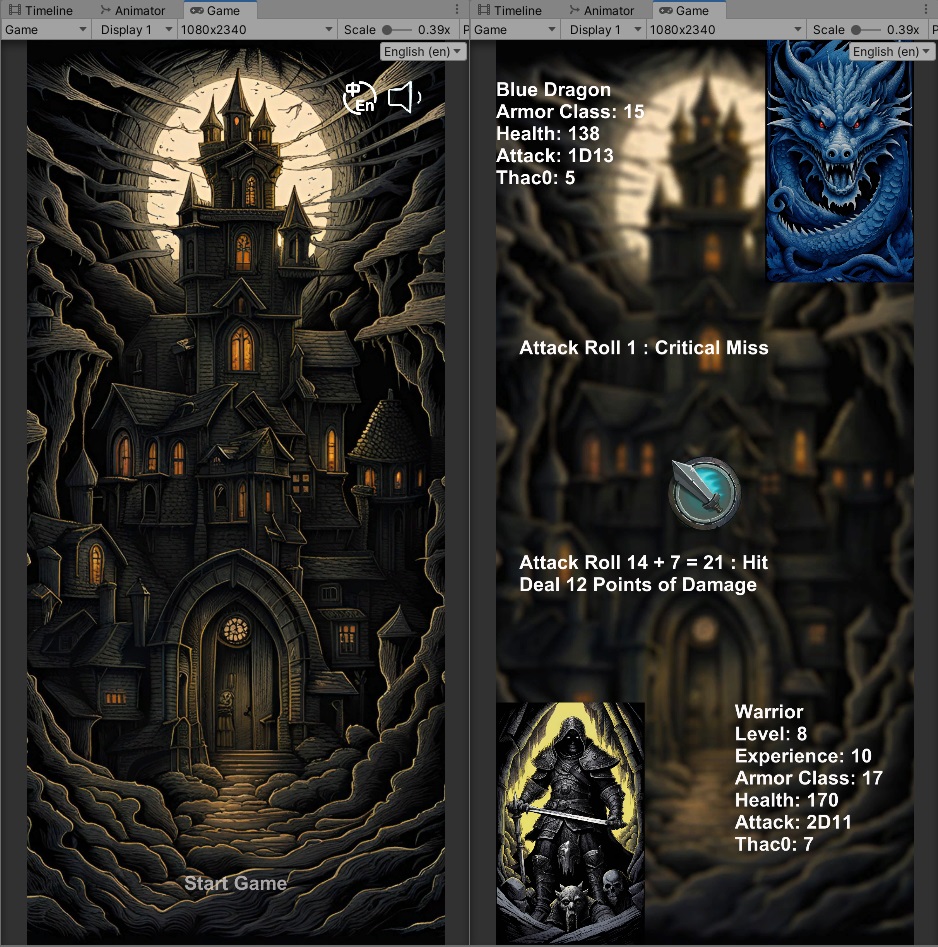 Timeline
Animator
Game
Game
Display 1
1080x2340
Scale
0.39x
P
English (en)
En
Start Game
Timeline
Animator
Game
Game
Display 1
1080x2340
Scale
0.39x
P
English (en)
Blue Dragon
Armor Class: 15
Health: 138
Attack: 1D13
Thac0: 5
Attack Roll 1 : Critical Miss
Attack Roll 14 + 7 = 21 : Hit
Deal 12 Points of Damage
Warrior
Level: 8
Experience: 10
Armor Class: 17
Health: 170
Attack: 2D11
Thac0: 7